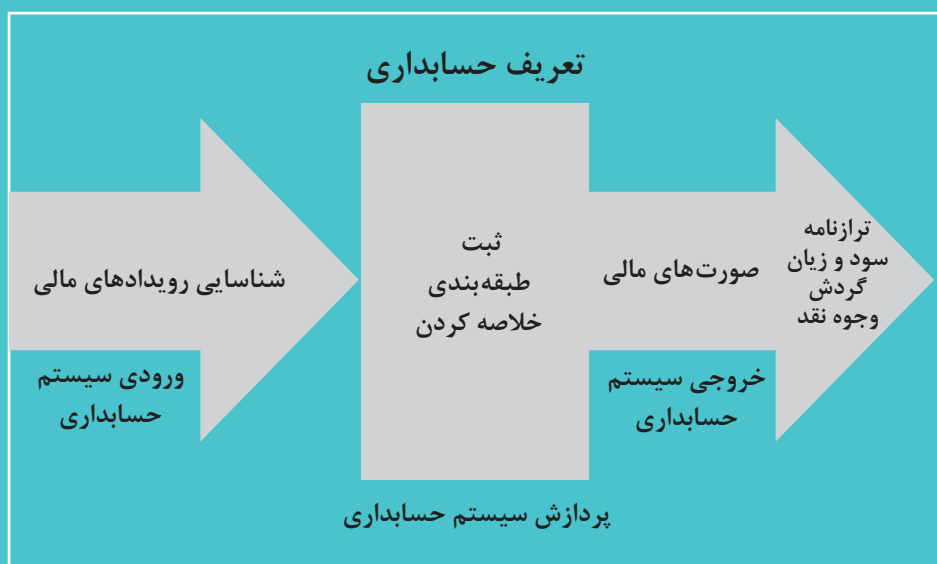 تعریف حسابداری
شناسایی رویدادهای مالی
ورودی سیستم
حسابداری
ثبت
طبقه‌بندی
خلاصه کردن
پردازش سیستم حسابداری
صورت‌های مالی
خروجی سیستم
حسابداری
ترازنامه
سود و زیان
گردش
وجوه نقد